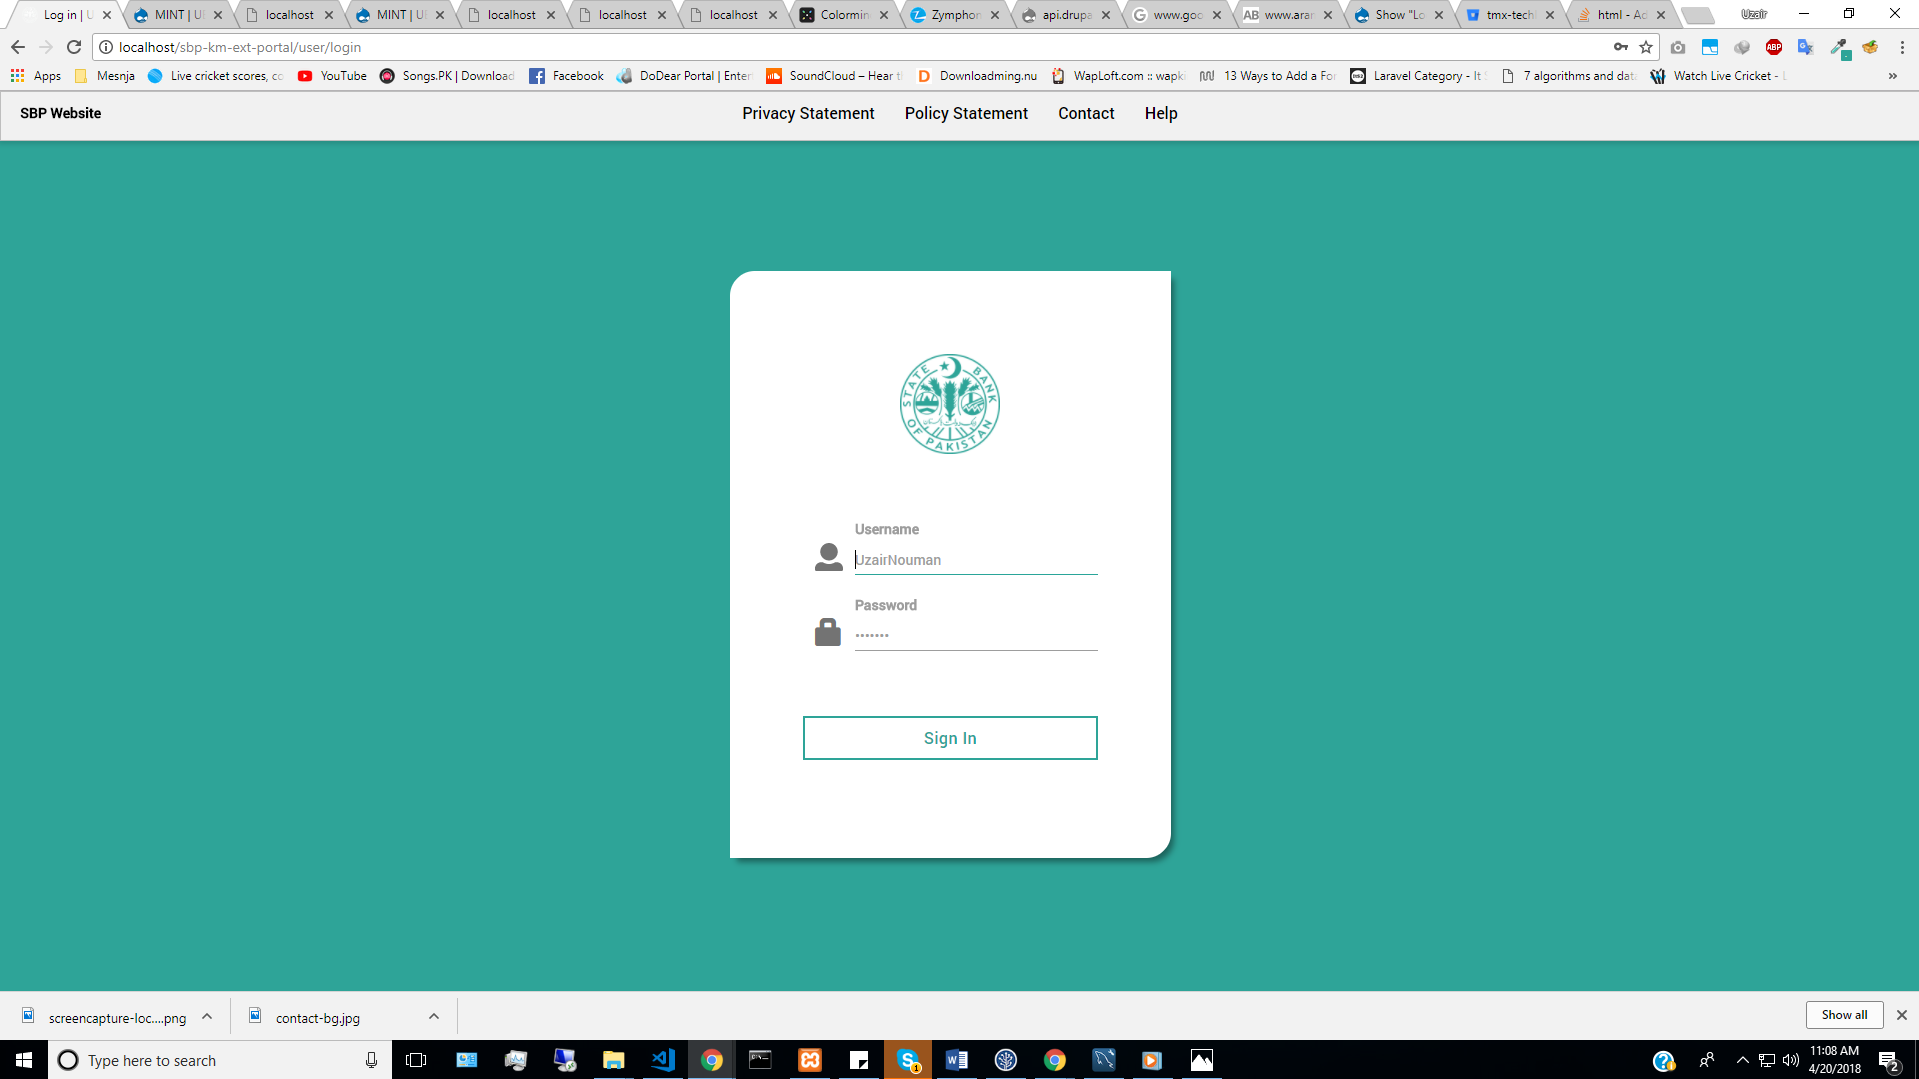 Log in | U
MINT | U
localhost
MINT | U
localhost
localhost
localhost
Colormin
Zymphon
api.drupa
www.goo
www.arar
Show "Lo
tmx-tech
html - Ad
Uzair
localhost/sbp-km-ext-portal/user/login
Apps
Mesnja
Live cricket scores, co
YouTube
Songs.PK | Download
Facebook
DoDear Portal | Enter
SoundCloud – Hear t
Downloadming.nu
WapLoft.com :: wapki
13 Ways to Add a For
Laravel Category - It S
7 algorithms and data
Watch Live Cricket - L
SBP Website
Privacy Statement
Policy Statement
Contact
Help
STATE BANK OF PAKISTAN
Username
UzairNouman
Password
•••••••
Sign In
screencapture-loc....png
contact-bg.jpg
Show all
Type here to search
11:08 AM
4/20/2018